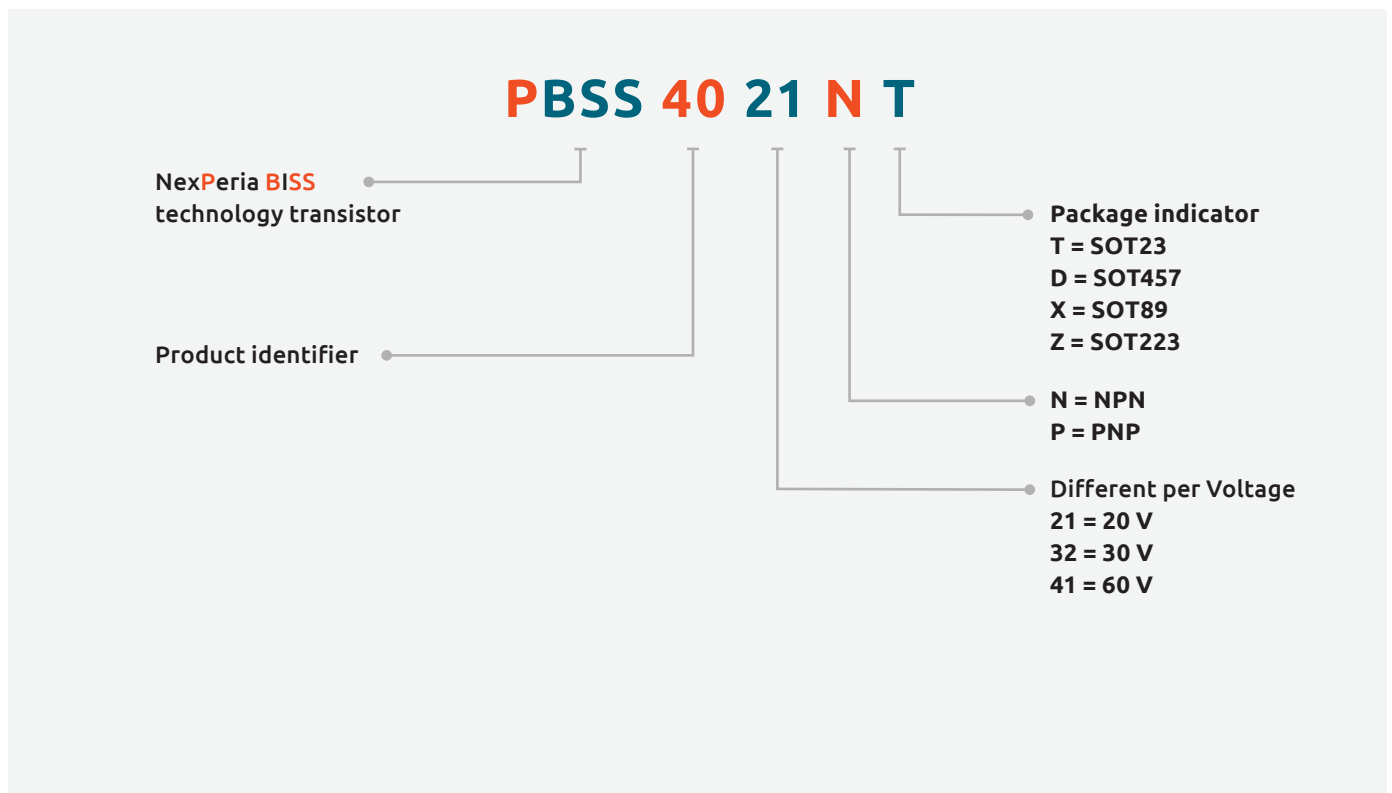 PBSS 40 21 N T
NexPeria BISS
technology transistor
Product identifier
Package indicator
T = SOT23
D = SOT457
X = SOT89
Z = SOT223
N = NPN
P = PNP
Different per Voltage
21 = 20 V
32 = 30 V
41 = 60 V